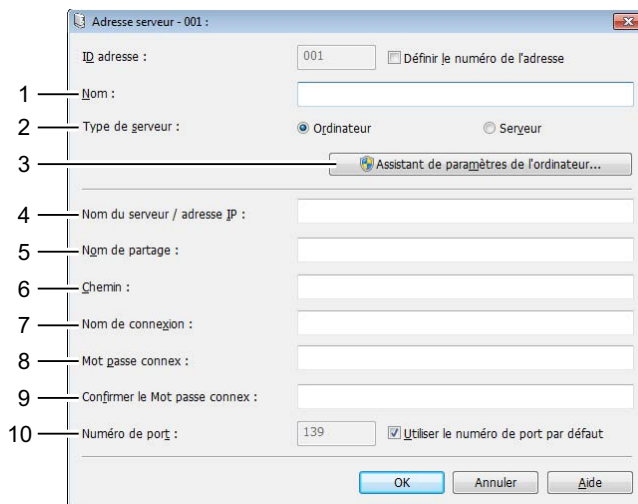 Adresse serveur - 001 :
ID adresse : 001 Définir le numéro de l'adresse
1 Nom :
2 Type de serveur : Ordinateur Serveur
3 Assistant de paramètres de l'ordinateur...
4 Nom du serveur / adresse IP :
5 Nom de partage :
6 Chemin :
7 Nom de connexion :
8 Mot passe connex :
9 Confirmer le Mot passe connex :
10 Numéro de port : 139 Utiliser le numéro de port par défaut
OK Annuler Aide